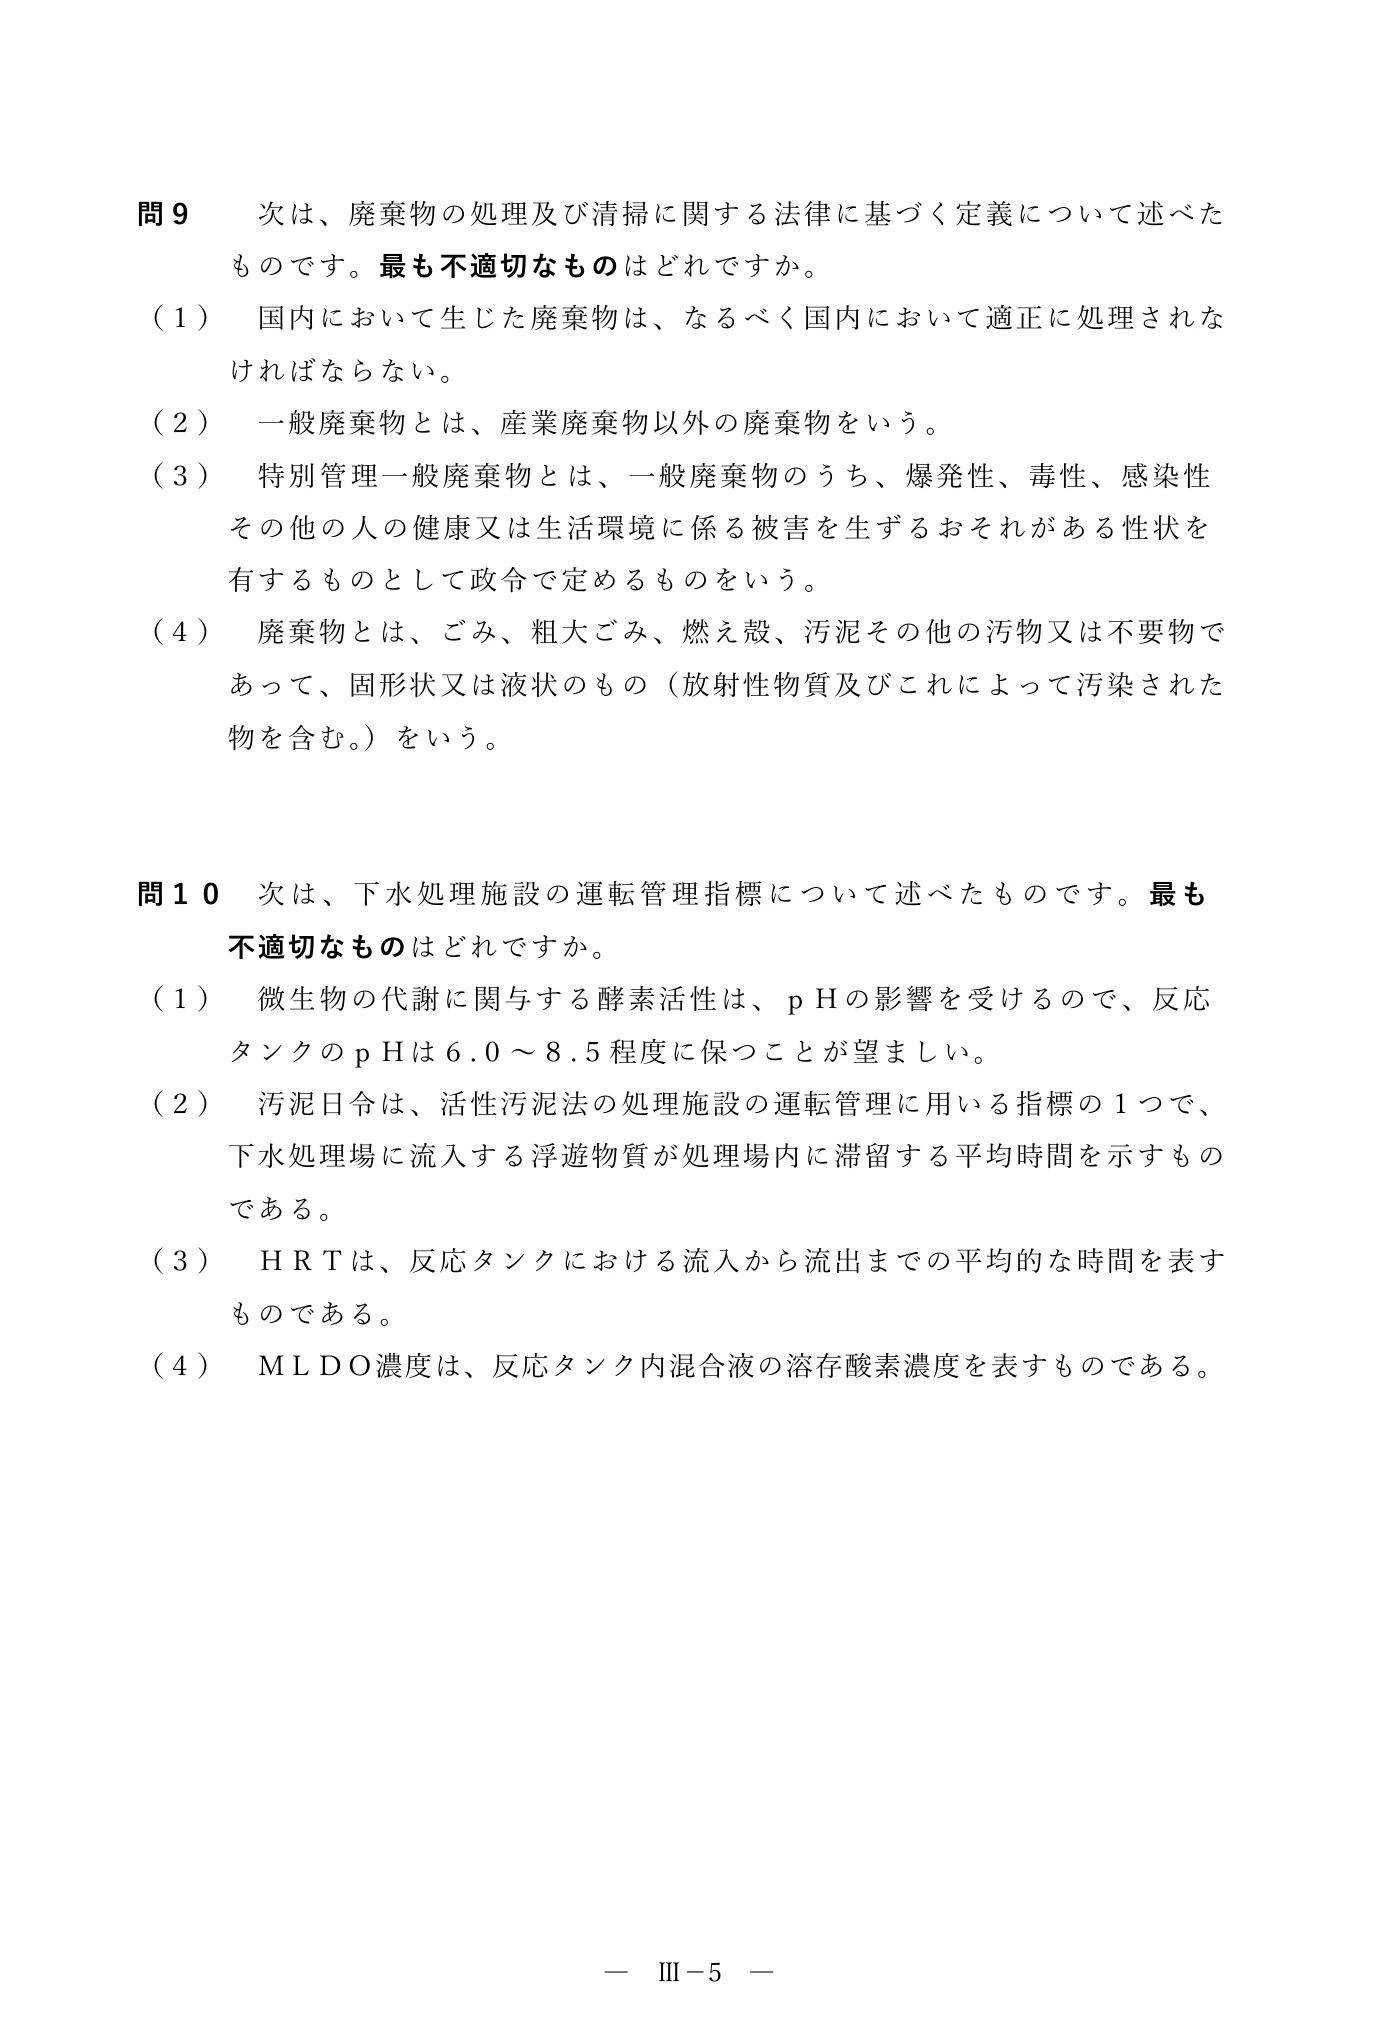 問９　次は、廃棄物の処理及び清掃に関する法律に基づく定義について述べた
ものです。最も不適切なものはどれですか。
（１）　国内において生じた廃棄物は、なるべく国内において適正に処理されな
ければならない。
（２）　一般廃棄物とは、産業廃棄物以外の廃棄物をいう。
（３）　特別管理一般廃棄物とは、一般廃棄物のうち、爆発性、毒性、感染性
その他の人の健康又は生活環境に係る被害を生ずるおそれがある性状を
有するものとして政令で定めるものをいう。
（４）　廃棄物とは、ごみ、粗大ごみ、燃え殻、汚泥その他の汚物又は不要物で
あって、固形状又は液状のもの（放射性物質及びこれによって汚染された
物を含む。）をいう。
問１０　次は、下水処理施設の運転管理指標について述べたものです。最も
不適切なものはどれですか。
（１）　微生物の代謝に関与する酵素活性は、ｐＨの影響を受けるので、反応
タンクのｐＨは６.０～８.５程度に保つことが望ましい。
（２）　汚泥日令は、活性汚泥法の処理施設の運転管理に用いる指標の１つで、
下水処理場に流入する浮遊物質が処理場内に滞留する平均時間を示すもの
である。
（３）　ＨＲＴは、反応タンクにおける流入から流出までの平均的な時間を表す
ものである。
（４）　ＭＬＤＯ濃度は、反応タンク内混合液の溶存酸素濃度を表すものである。
―　Ⅲ－5　―